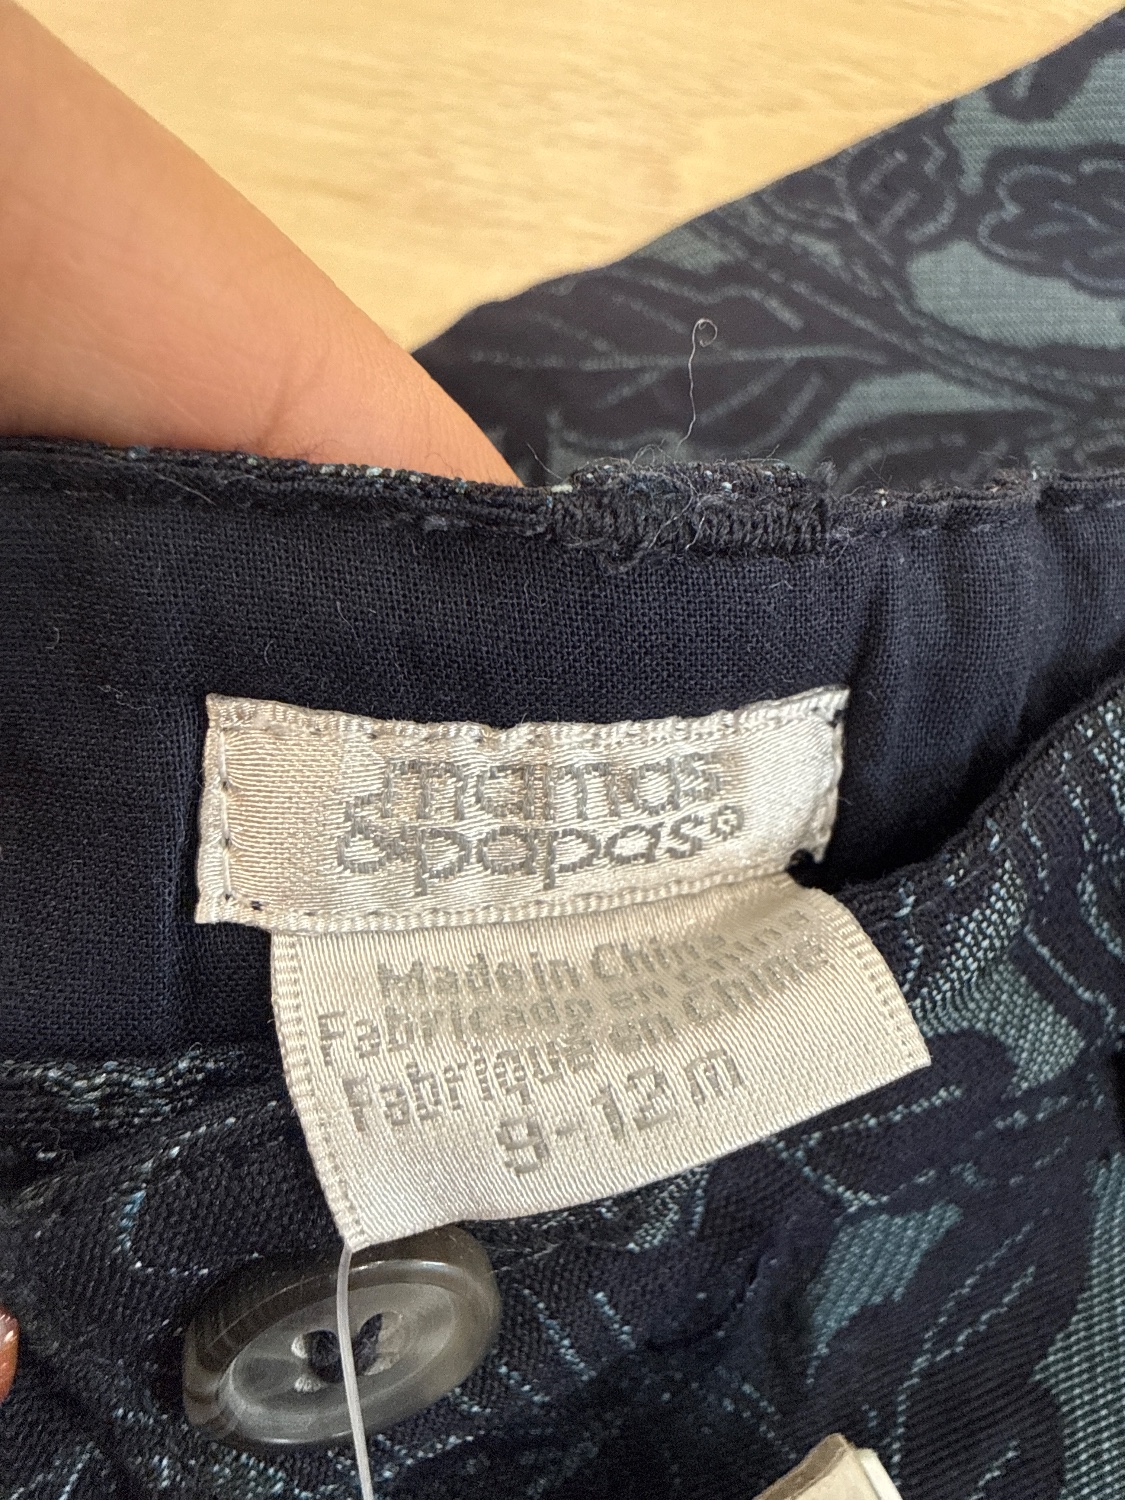 mamas
&papas®
Made in China
Fabricado en China
Fabriqué en Chine
9-12 m